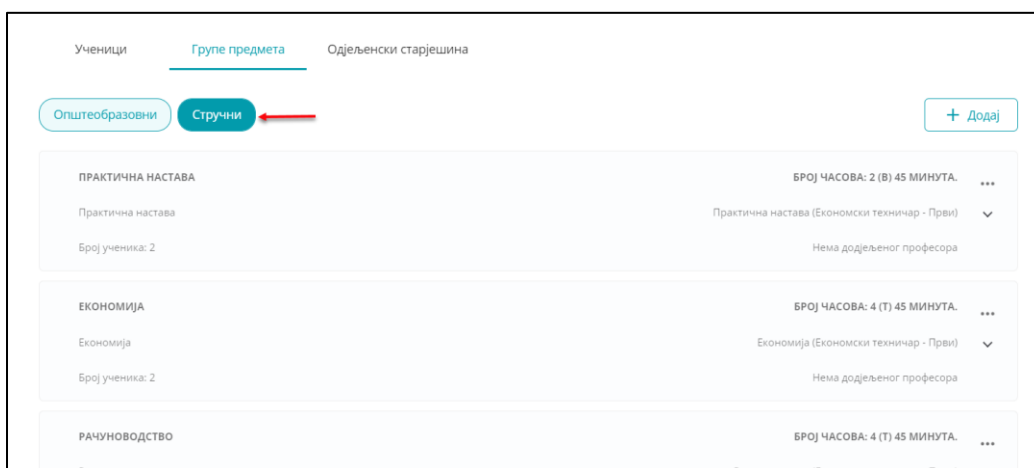 Ученици Групе предмета Одјељенски старјешина
Општеобразовни Стручни + Додај
ПРАКТИЧНА НАСТАВА БРОЈ ЧАСОВА: 2 (В) 45 МИНУТА.
Практична настава Практична настава (Економски техничар - Први)
Број ученика: 2 Нема додјељеног професора
ЕКОНОМИЈА БРОЈ ЧАСОВА: 4 (Т) 45 МИНУТА.
Економија Економија (Економски техничар - Први)
Број ученика: 2 Нема додјељеног професора
РАЧУНОВОДСТВО БРОЈ ЧАСОВА: 4 (Т) 45 МИНУТА.